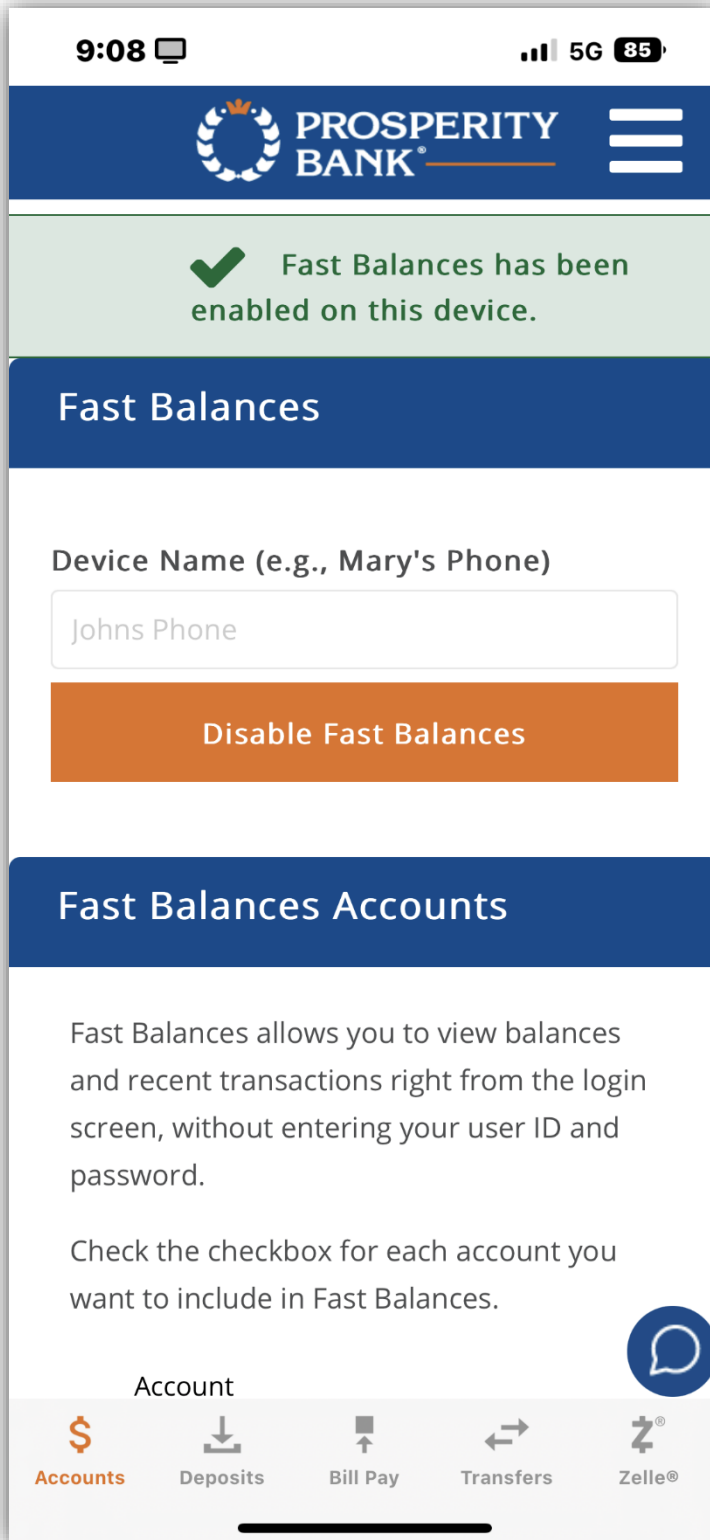 9:08
5G 85
PROSPERITY
BANK®
Fast Balances has been
enabled on this device.
Fast Balances
Device Name (e.g., Mary's Phone)
Johns Phone
Disable Fast Balances
Fast Balances Accounts
Fast Balances allows you to view balances
and recent transactions right from the login
screen, without entering your user ID and
password.
Check the checkbox for each account you
want to include in Fast Balances.
Account
$ Z®
Accounts Deposits Bill Pay Transfers Zelle®